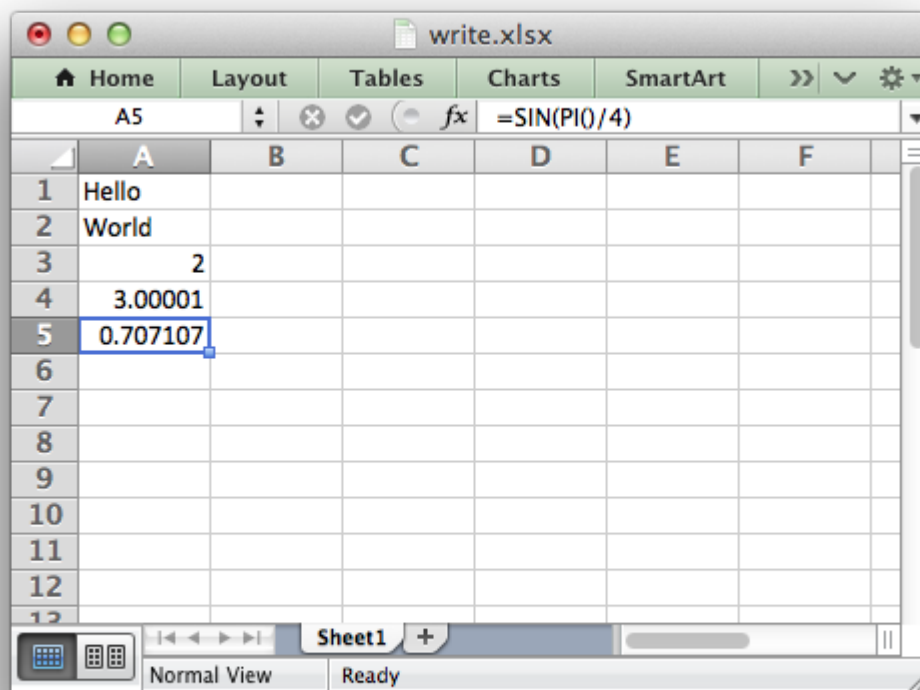 write.xlsx
Home Layout Tables Charts SmartArt
A5 fx =SIN(PI()/4)
A B C D E F
1 Hello
2 World
3 2
4 3.00001
5 0.707107
6
7
8
9
10
11
12
13
Sheet1 +
Normal View Ready